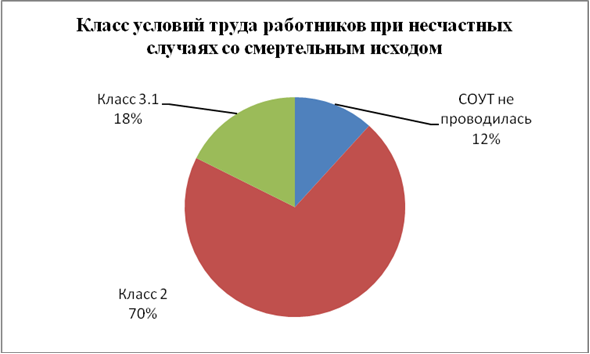 Класс условий труда работников при несчастных
случаях со смертельным исходом
Класс 3.1
18%
СОУТ не
проводилась
12%
Класс 2
70%